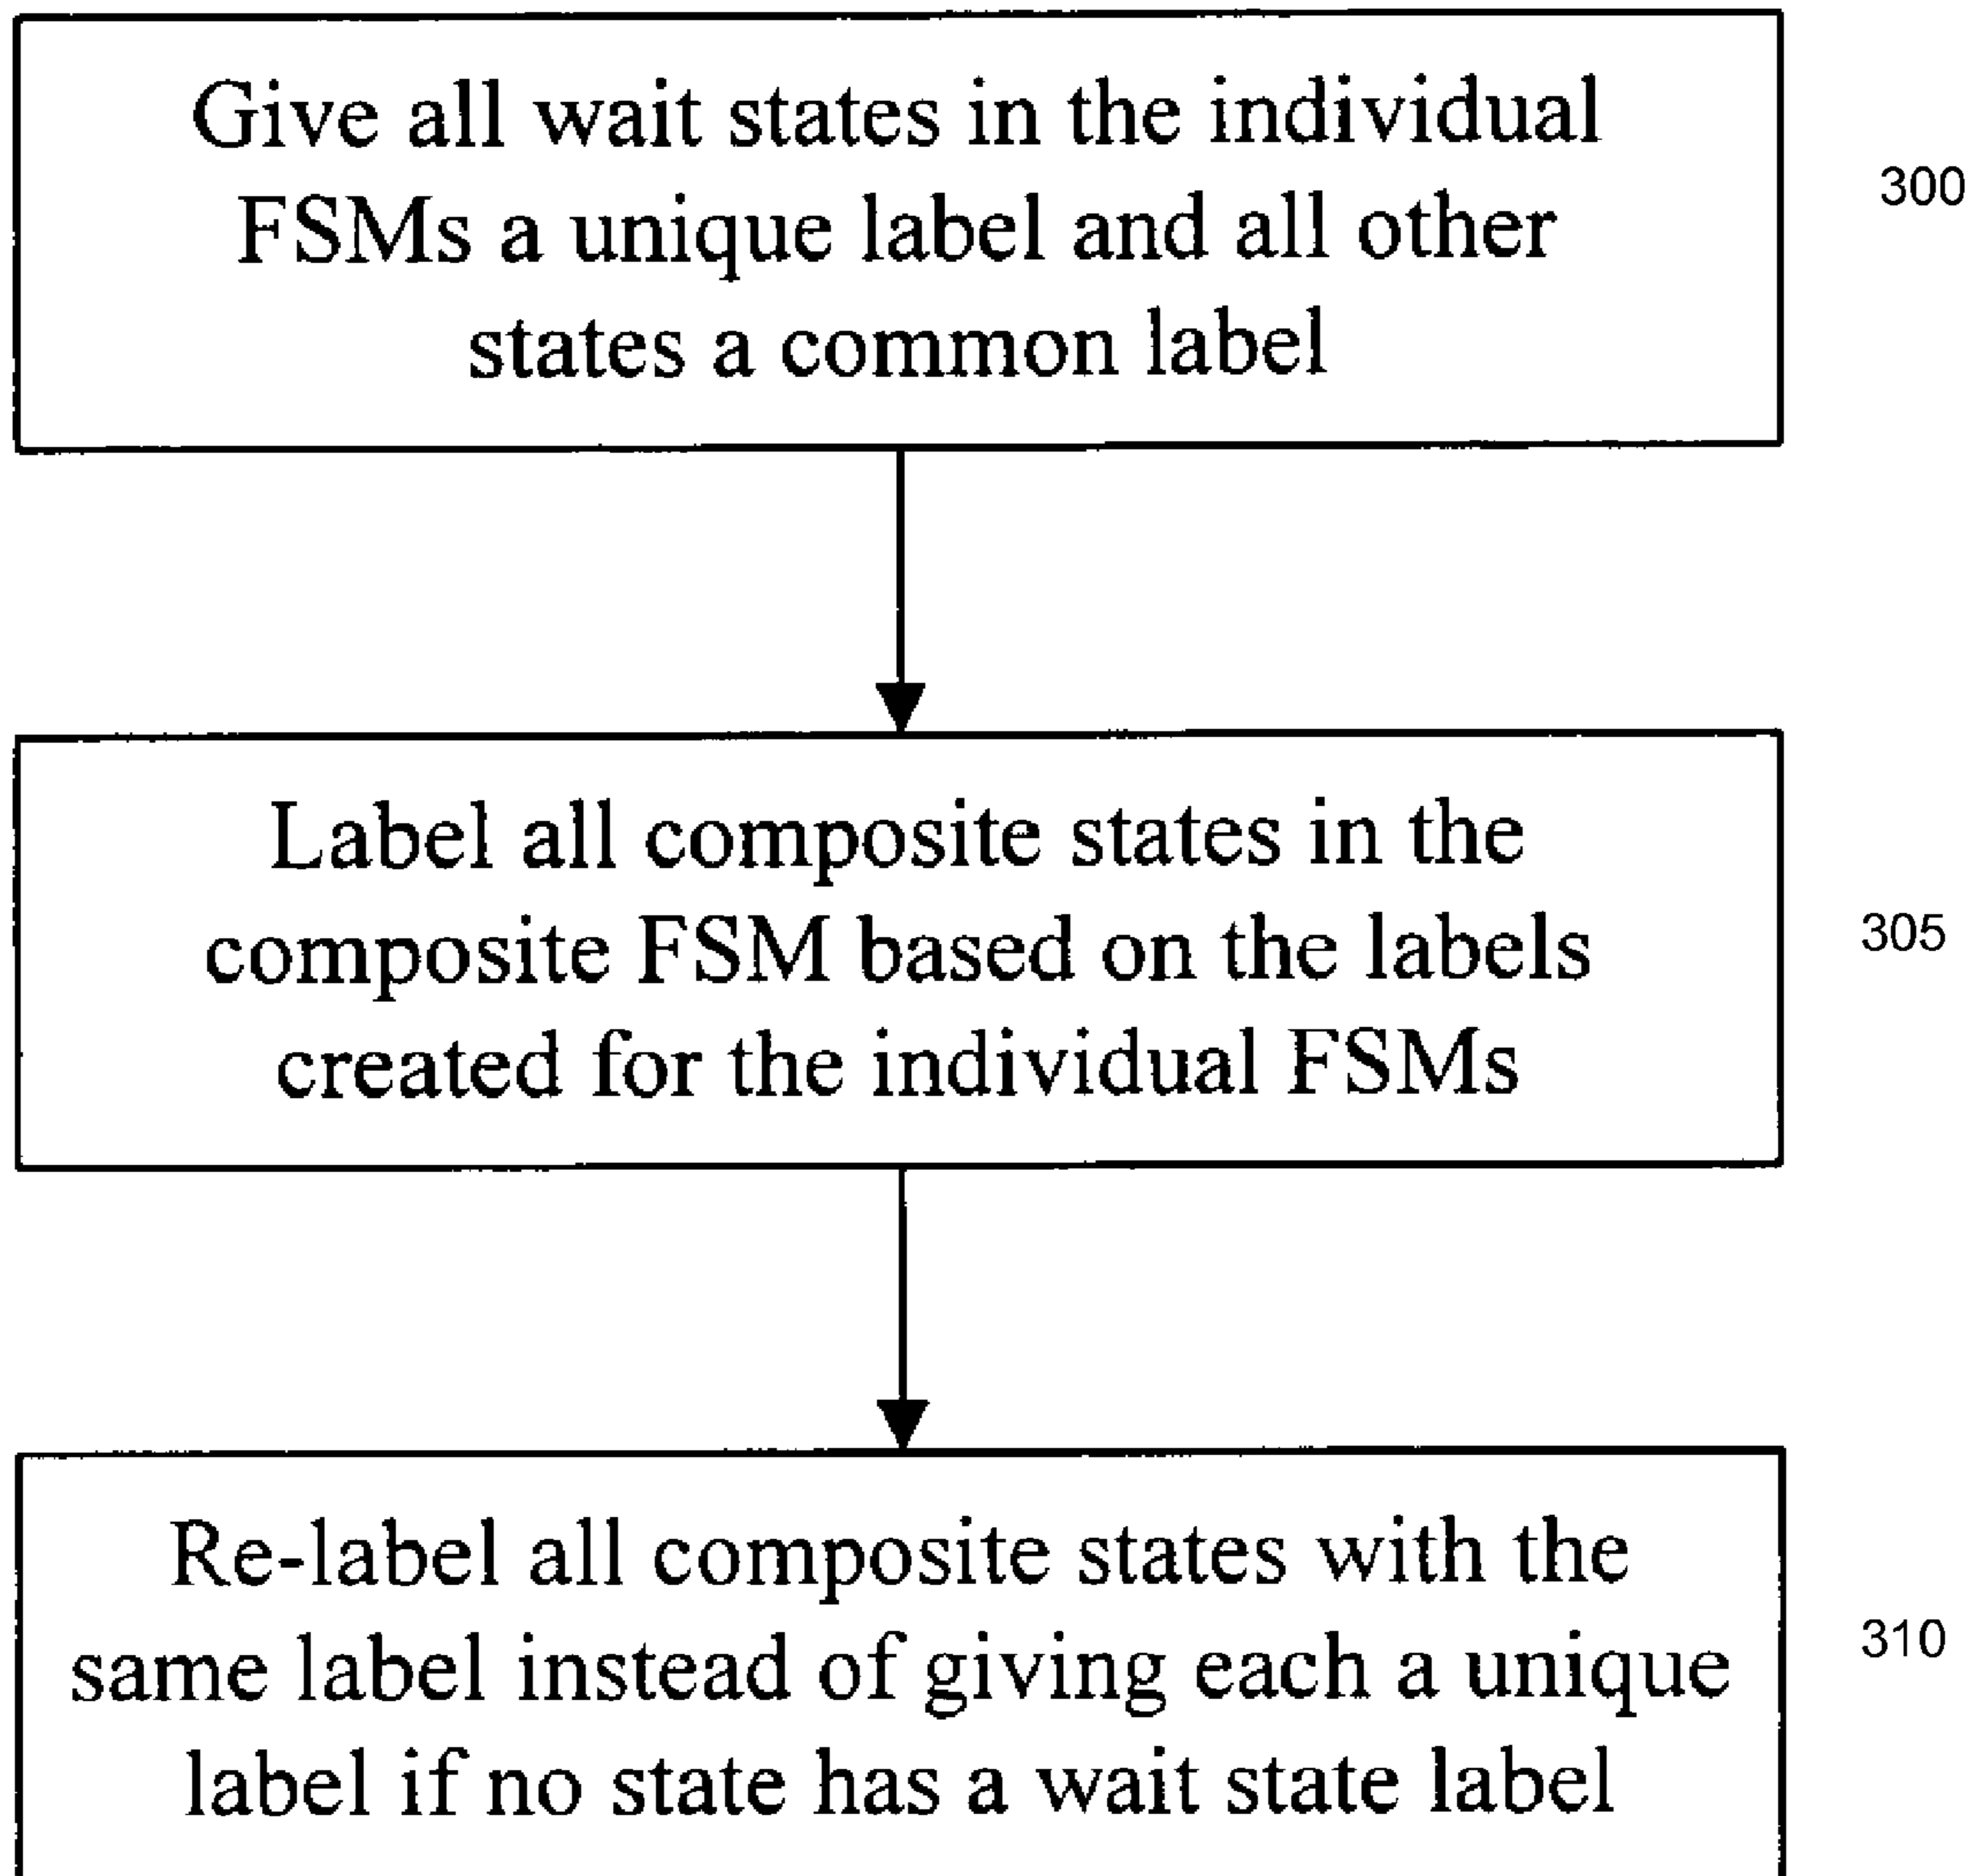 Give all wait states in the individual
FSMs a unique label and all other
states a common label
300
Label all composite states in the
composite FSM based on the labels
created for the individual FSMs
305
Re-label all composite states with the
same label instead of giving each a unique
label if no state has a wait state label
310